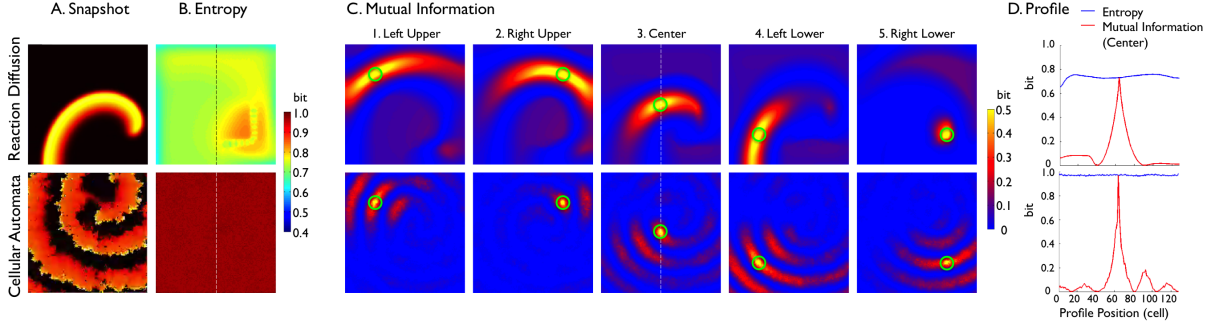 A. Snapshot
B. Entropy
C. Mutual Information
D. Profile
Entropy
Mutual Information
(Center)
1. Left Upper
2. Right Upper
3. Center
4. Left Lower
5. Right Lower
Reaction Diffusion
Cellular Automata
bit
1.0
0.9
0.8
0.7
0.6
0.5
0.4
bit
0.5
0.4
0.3
0.2
0.1
0
bit
1.0
0.8
0.6
0.4
0.2
0
bit
1.0
0.8
0.6
0.4
0.2
0
0 20 40 60 80 100 120
Profile Position (cell)